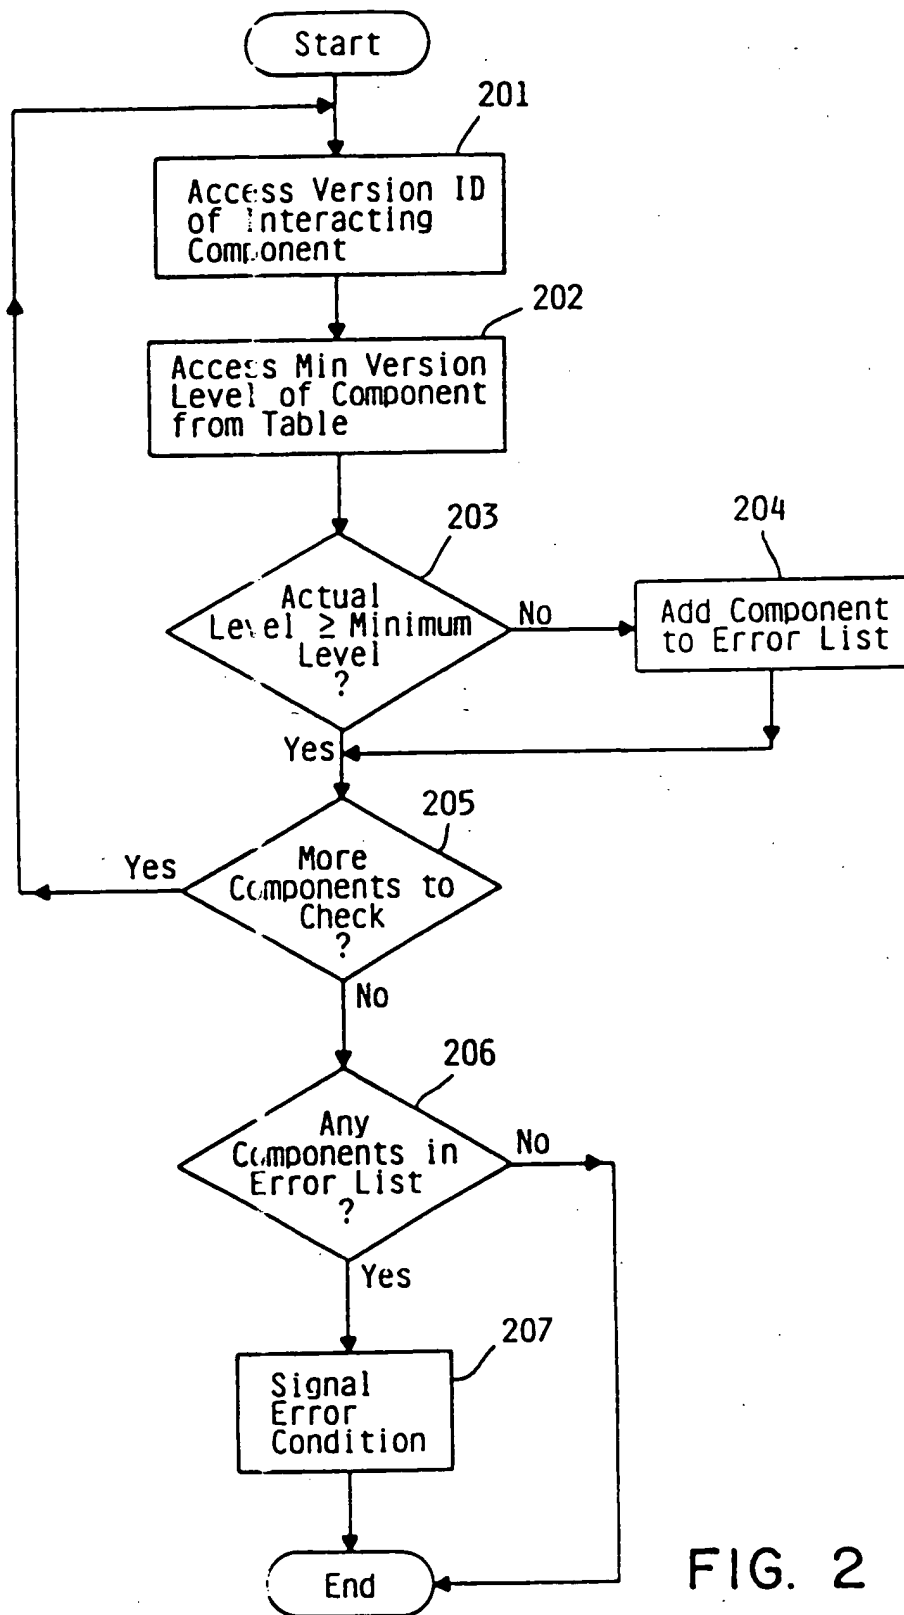 Start
201
Access Version ID
of Interacting
Component
202
Access Min Version
Level of Component
from Table
203
Actual
Level ≥ Minimum
Level
?
No
204
Add Component
to Error List
Yes
205
More
Components to
Check
?
Yes
No
206
Any
Components in
Error List
?
No
Yes
207
Signal
Error
Condition
End
FIG. 2